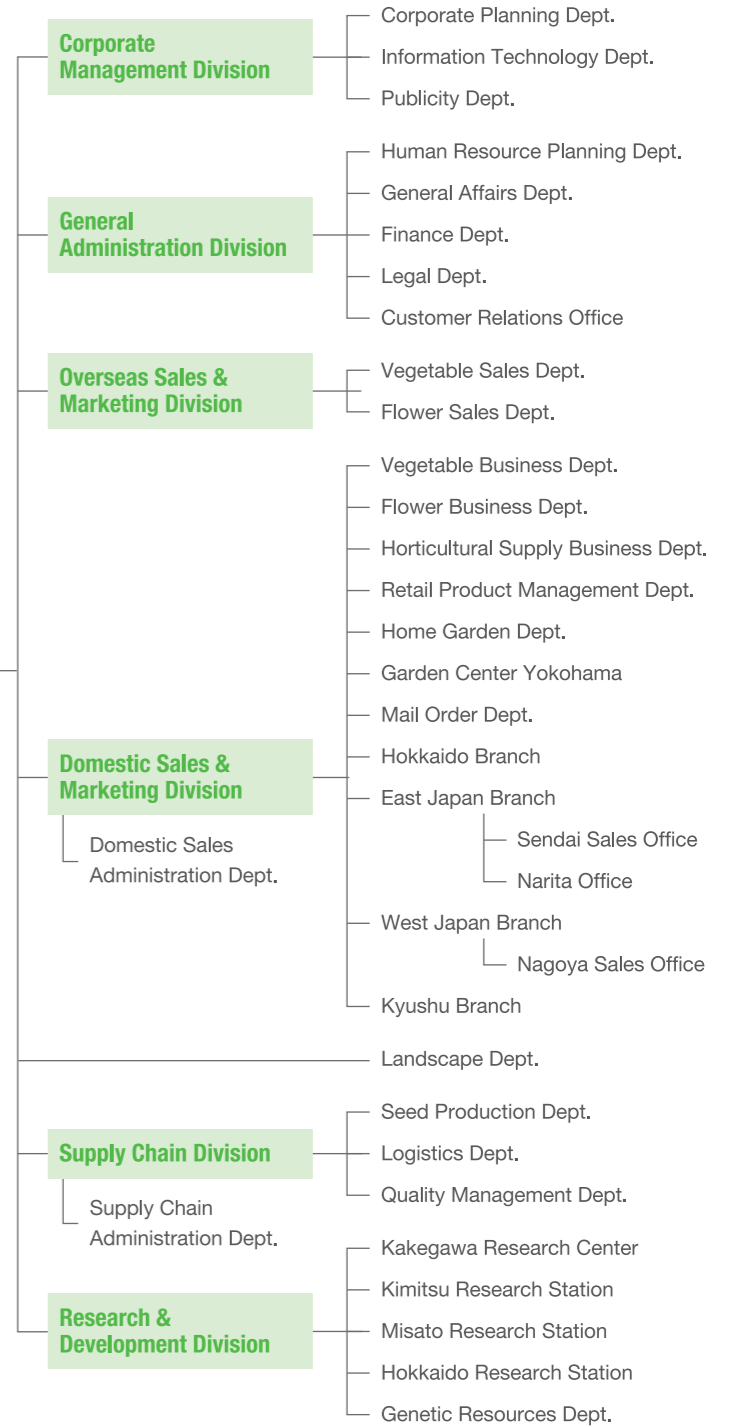 Corporate
Management Division
Corporate Planning Dept.
Information Technology Dept.
Publicity Dept.
General
Administration Division
Human Resource Planning Dept.
General Affairs Dept.
Finance Dept.
Legal Dept.
Customer Relations Office
Overseas Sales &
Marketing Division
Vegetable Sales Dept.
Flower Sales Dept.
Domestic Sales &
Marketing Division
Domestic Sales
Administration Dept.
Vegetable Business Dept.
Flower Business Dept.
Horticultural Supply Business Dept.
Retail Product Management Dept.
Home Garden Dept.
Garden Center Yokohama
Mail Order Dept.
Hokkaido Branch
East Japan Branch
Sendai Sales Office
Narita Office
West Japan Branch
Nagoya Sales Office
Kyushu Branch
Landscape Dept.
Supply Chain Division
Supply Chain
Administration Dept.
Seed Production Dept.
Logistics Dept.
Quality Management Dept.
Research &
Development Division
Kakegawa Research Center
Kimitsu Research Station
Misato Research Station
Hokkaido Research Station
Genetic Resources Dept.